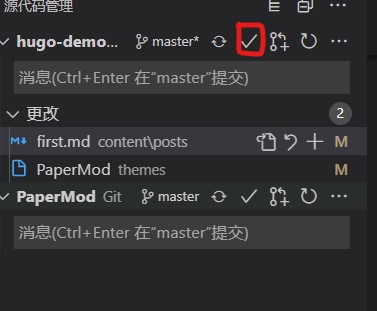 源代码管理
hugo-demo... master*
消息(Ctrl+Enter 在“master”提交)
更改 2
first.md content\posts M
PaperMod themes M
PaperMod Git master
消息(Ctrl+Enter 在“master”提交)